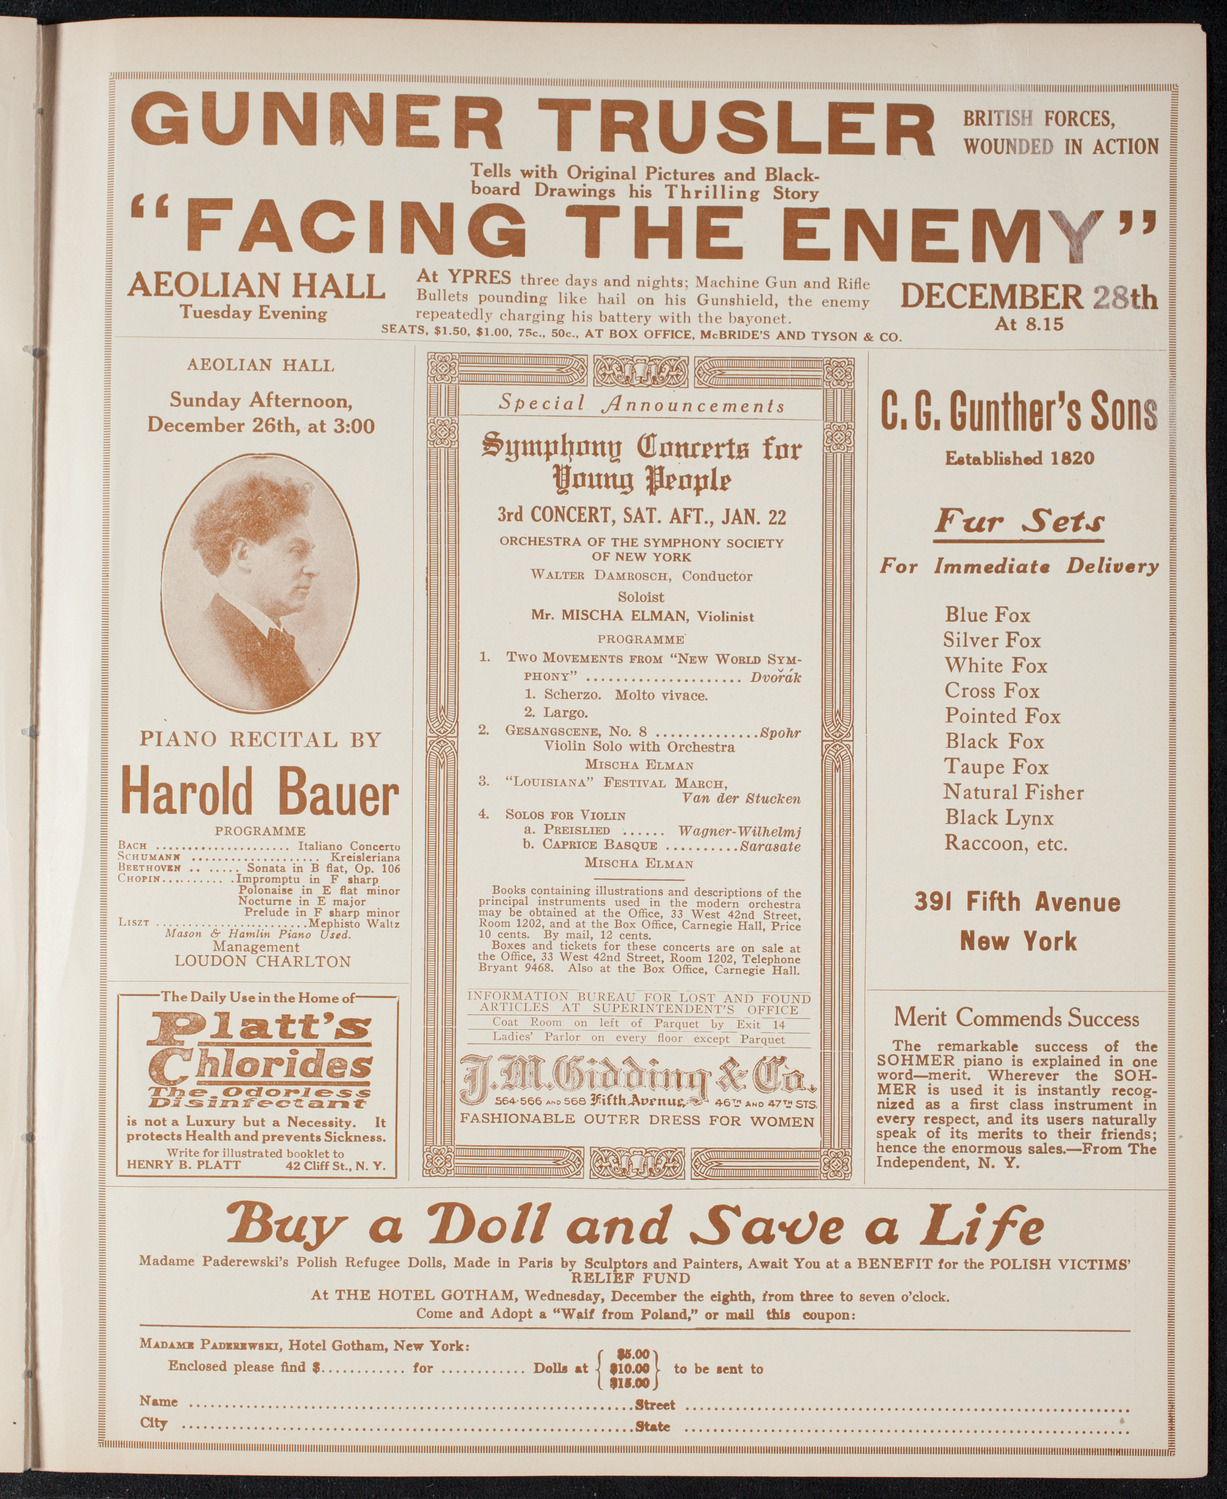 GUNNER TRUSLER
BRITISH FORCES,
WOUNDED IN ACTION
Tells with Original Pictures and Black-
board Drawings his Thrilling Story
“FACING THE ENEMY”
AEOLIAN HALL
Tuesday Evening
At YPRES three days and nights; Machine Gun and Rifle
Bullets pounding like hail on his Gunshield, the enemy
repeatedly charging his battery with the bayonet.
DECEMBER 28th
At 8.15
SEATS, $1.50, $1.00, 75c., 50c., AT BOX OFFICE, McBRIDE'S AND TYSON & CO.
AEOLIAN HALL
Sunday Afternoon,
December 26th, at 3:00
PIANO RECITAL BY
Harold Bauer
PROGRAMME
BACH .................... Italiano Concerto
SCHUMANN ................... Kreisleriana
BEETHOVEN .. ..... Sonata in B flat, Op. 106
CHOPIN.......... .Impromptu in F sharp
Polonaise in E flat minor
Nocturne in E major
Prelude in F sharp minor
LISZT .......................Mephisto Waltz
Mason & Hamlin Piano Used.
Management
LOUDON CHARLTON
The Daily Use in the Home of
Platt's
Chlorides
The Odorless
Disinfectant
is not a Luxury but a Necessity. It
protects Health and prevents Sickness.
Write for illustrated booklet to
HENRY B. PLATT 42 Cliff St., N. Y.
Special Announcements
Symphony Concerts for
Young People
3rd CONCERT, SAT. AFT., JAN. 22
ORCHESTRA OF THE SYMPHONY SOCIETY
OF NEW YORK
WALTER DAMROSCH, Conductor
Soloist
Mr. MISCHA ELMAN, Violinist
PROGRAMME
1. TWO MOVEMENTS FROM “NEW WORLD SYM-
PHONY” ..................... Dvořák
1. Scherzo. Molto vivace.
2. Largo.
2. GESANGSCENE, No. 8 ..............Spohr
Violin Solo with Orchestra
MISCHA ELMAN
3. “LOUISIANA” FESTIVAL MARCH,
Van der Stucken
4. SOLOS FOR VIOLIN
a. PREISLIED ...... Wagner-Wilhelmj
b. CAPRICE BASQUE ..........Sarasate
MISCHA ELMAN
Books containing illustrations and descriptions of the
principal instruments used in the modern orchestra
may be obtained at the Office, 33 West 42nd Street,
Room 1202, and at the Box Office, Carnegie Hall, Price
10 cents. By mail, 12 cents.
Boxes and tickets for these concerts are on sale at
the Office, 33 West 42nd Street, Room 1202, Telephone
Bryant 9468. Also at the Box Office, Carnegie Hall.
INFORMATION BUREAU FOR LOST AND FOUND
ARTICLES AT SUPERINTENDENT'S OFFICE
Coat Room on left of Parquet by Exit 14
Ladies' Parlor on every floor except Parquet
J.M. Gidding & Co.
564-566 AND 568 Fifth Avenue, 46TH AND 47TH STS.
FASHIONABLE OUTER DRESS FOR WOMEN
C. G. Gunther's Sons
Established 1820
Fur Sets
For Immediate Delivery
Blue Fox
Silver Fox
White Fox
Cross Fox
Pointed Fox
Black Fox
Taupe Fox
Natural Fisher
Black Lynx
Raccoon, etc.
391 Fifth Avenue
New York
Merit Commends Success
The remarkable success of the
SOHMER piano is explained in one
word—merit. Wherever the SOH-
MER is used it is instantly recog-
nized as a first class instrument in
every respect, and its users naturally
speak of its merits to their friends;
hence the enormous sales.—From The
Independent, N. Y.
Buy a Doll and Save a Life
Madame Paderewski's Polish Refugee Dolls, Made in Paris by Sculptors and Painters, Await You at a BENEFIT for the POLISH VICTIMS'
RELIEF FUND
At THE HOTEL GOTHAM, Wednesday, December the eighth, from three to seven o'clock.
Come and Adopt a “Waif from Poland,” or mail this coupon:
MADAME PADEREWSKI, Hotel Gotham, New York:
Enclosed please find $............ for ............ Dolls at { $5.00 $10.00 $15.00 } to be sent to
Name ..............................Street ..............................
City ..............................State ..............................